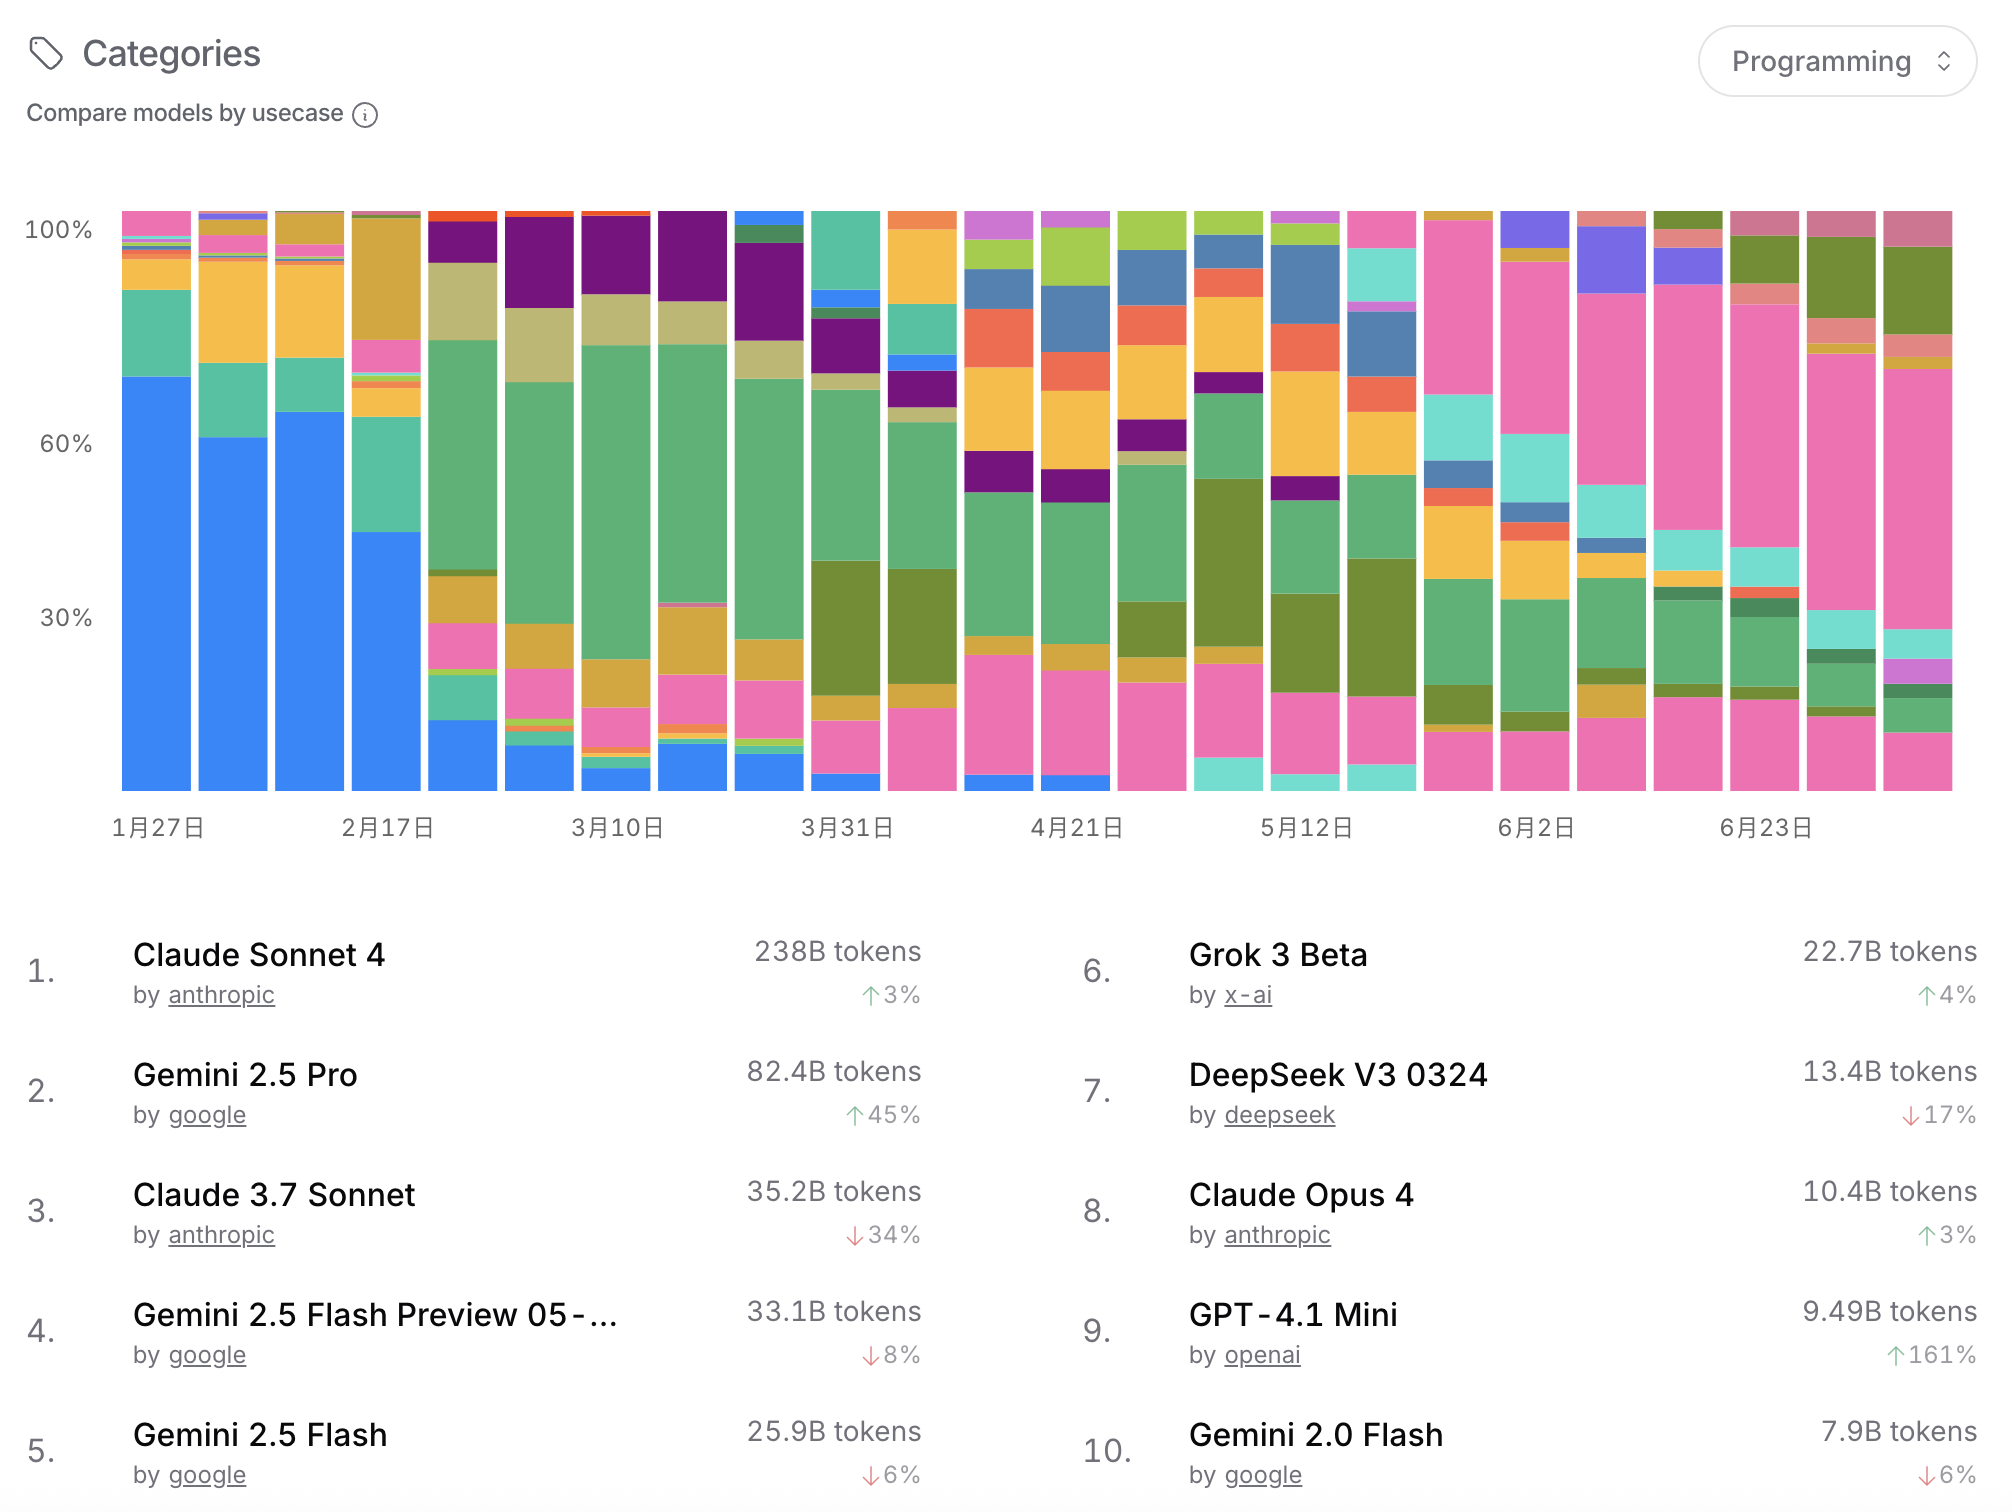 Categories
Programming
Compare models by usecase
100%
60%
30%
1月27日
2月17日
3月10日
3月31日
4月21日
5月12日
6月2日
6月23日
1.
Claude Sonnet 4
238B tokens
by anthropic
↑3%
2.
Gemini 2.5 Pro
82.4B tokens
by google
↑45%
3.
Claude 3.7 Sonnet
35.2B tokens
by anthropic
↓34%
4.
Gemini 2.5 Flash Preview 05-...
33.1B tokens
by google
↓8%
5.
Gemini 2.5 Flash
25.9B tokens
by google
↓6%
6.
Grok 3 Beta
22.7B tokens
by x-ai
↑4%
7.
DeepSeek V3 0324
13.4B tokens
by deepseek
↓17%
8.
Claude Opus 4
10.4B tokens
by anthropic
↑3%
9.
GPT-4.1 Mini
9.49B tokens
by openai
↑161%
10.
Gemini 2.0 Flash
7.9B tokens
by google
↓6%